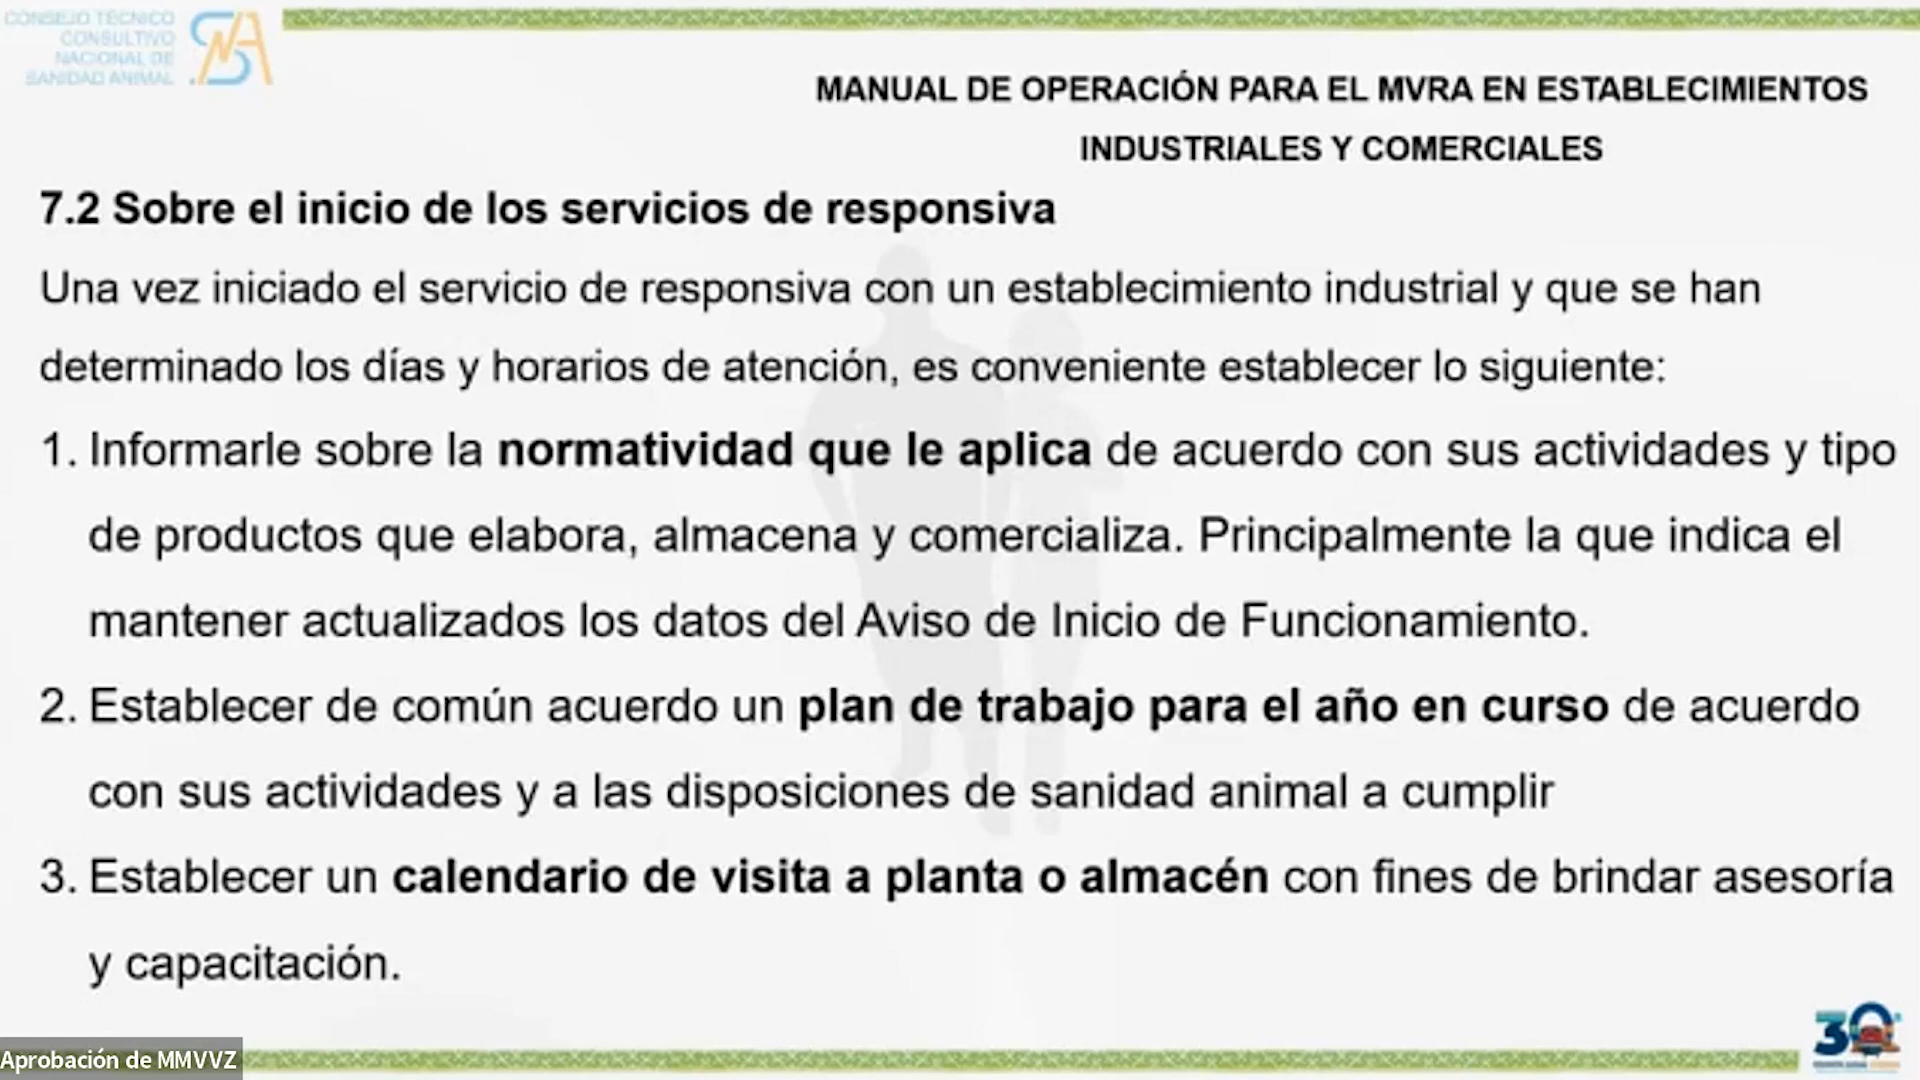 CONSEJO TÉCNICO
CONSULTIVO
NACIONAL DE
SANIDAD ANIMAL
MANUAL DE OPERACIÓN PARA EL MVRA EN ESTABLECIMIENTOS
INDUSTRIALES Y COMERCIALES
7.2 Sobre el inicio de los servicios de responsiva
Una vez iniciado el servicio de responsiva con un establecimiento industrial y que se han
determinado los días y horarios de atención, es conveniente establecer lo siguiente:
1. Informarle sobre la normatividad que le aplica de acuerdo con sus actividades y tipo
de productos que elabora, almacena y comercializa. Principalmente la que indica el
mantener actualizados los datos del Aviso de Inicio de Funcionamiento.
2. Establecer de común acuerdo un plan de trabajo para el año en curso de acuerdo
con sus actividades y a las disposiciones de sanidad animal a cumplir
3. Establecer un calendario de visita a planta o almacén con fines de brindar asesoría
y capacitación.
30
Aprobación de MMVVZ